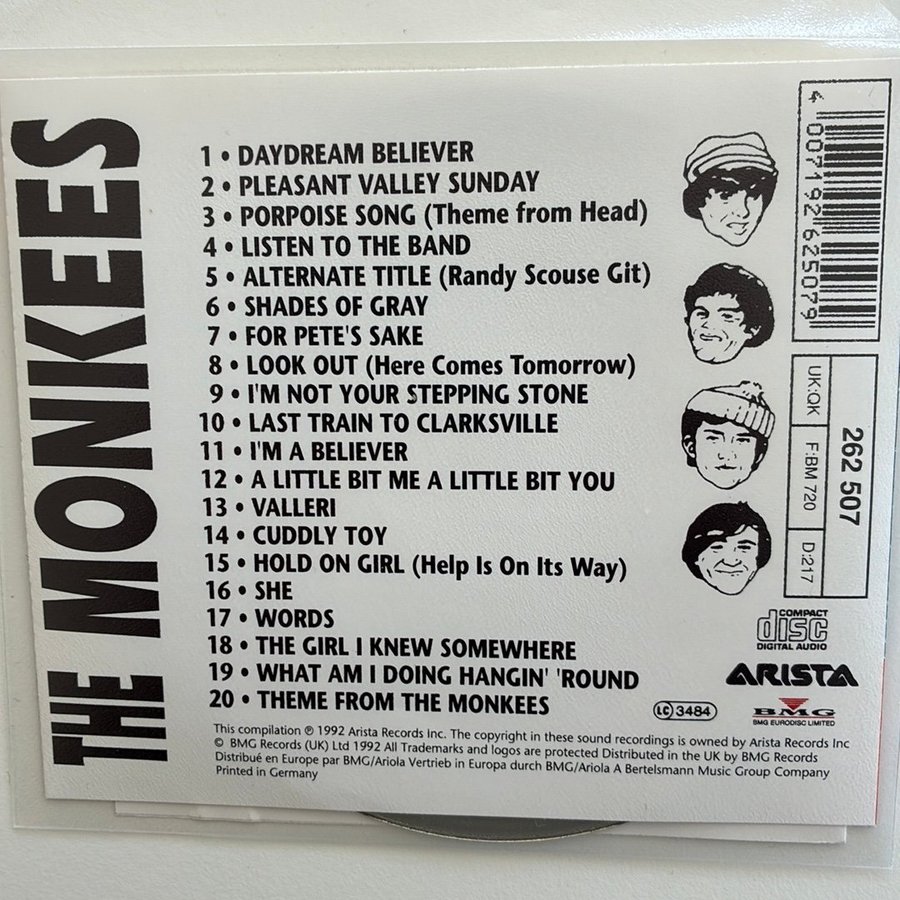 THE MONKEES
1 • DAYDREAM BELIEVER
2 • PLEASANT VALLEY SUNDAY
3 • PORPOISE SONG (Theme from Head)
4 • LISTEN TO THE BAND
5 • ALTERNATE TITLE (Randy Scouse Git)
6 • SHADES OF GRAY
7 • FOR PETE'S SAKE
8 • LOOK OUT (Here Comes Tomorrow)
9 • I'M NOT YOUR STEPPING STONE
10 • LAST TRAIN TO CLARKSVILLE
11 • I'M A BELIEVER
12 • A LITTLE BIT ME A LITTLE BIT YOU
13 • VALLERI
14 • CUDDLY TOY
15 • HOLD ON GIRL (Help Is On Its Way)
16 • SHE
17 • WORDS
18 • THE GIRL I KNEW SOMEWHERE
19 • WHAT AM I DOING HANGIN' 'ROUND
20 • THEME FROM THE MONKEES
This compilation ℗ 1992 Arista Records Inc. The copyright in these sound recordings is owned by Arista Records Inc
© BMG Records (UK) Ltd 1992 All Trademarks and logos are protected Distributed in the UK by BMG Records
Distribué en Europe par BMG/Ariola Vertrieb in Europa durch BMG/Ariola A Bertelsmann Music Group Company
Printed in Germany
4 007192 625079
262 507
UK:QK
F:BM 720
D:217
COMPACT
disc
DIGITAL AUDIO
ARISTA
LC 3484
BMG
BMG EURODISC LIMITED